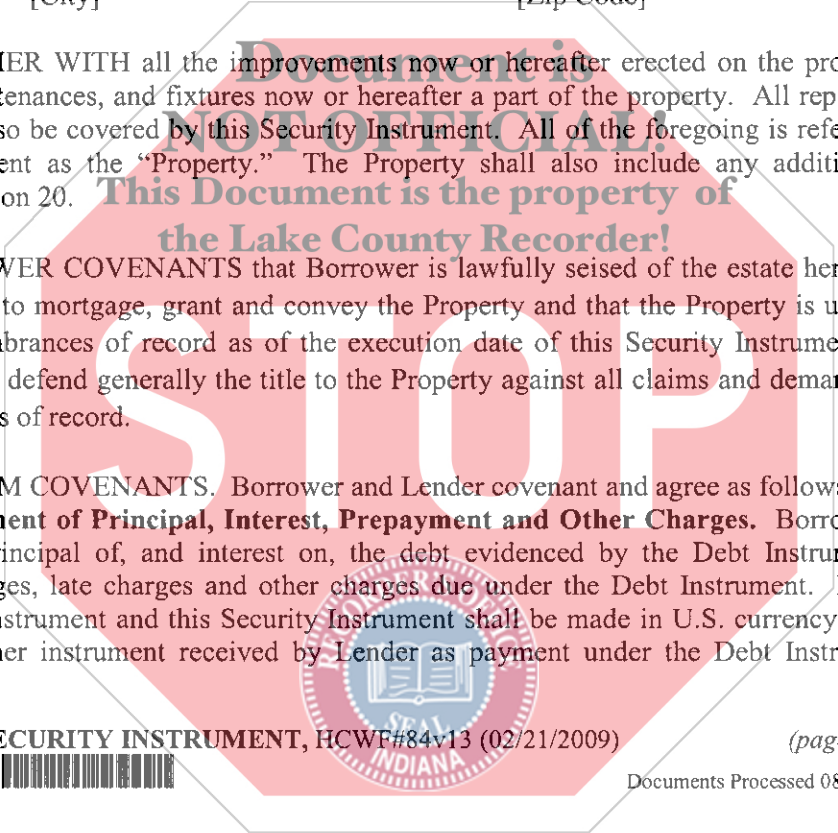 [City] [Zip Code]
ER WITH all the improvements now or hereafter erected on the pro
Document is
tenances, and fixtures now or hereafter a part of the property. All rep
NOT OFFICIAL!
so be covered by this Security Instrument. All of the foregoing is refe
ent as the “Property.” The Property shall also include any additi
on 20.
This Document is the property of
the Lake County Recorder!
WER COVENANTS that Borrower is lawfully seised of the estate her
to mortgage, grant and convey the Property and that the Property is u
brances of record as of the execution date of this Security Instrume
defend generally the title to the Property against all claims and demar
s of record.
STOP
M COVENANTS. Borrower and Lender covenant and agree as follows
ent of Principal, Interest, Prepayment and Other Charges. Borro
incipal of, and interest on, the debt evidenced by the Debt Instrum
ges, late charges and other charges due under the Debt Instrument.
strument and this Security Instrument shall be made in U.S. currency
er instrument received by Lender as payment under the Debt Instr
RECORDER OFFICE
SEAL
INDIANA
ECURITY INSTRUMENT, HCWF#84v13 (02/21/2009) (pag
Documents Processed 08